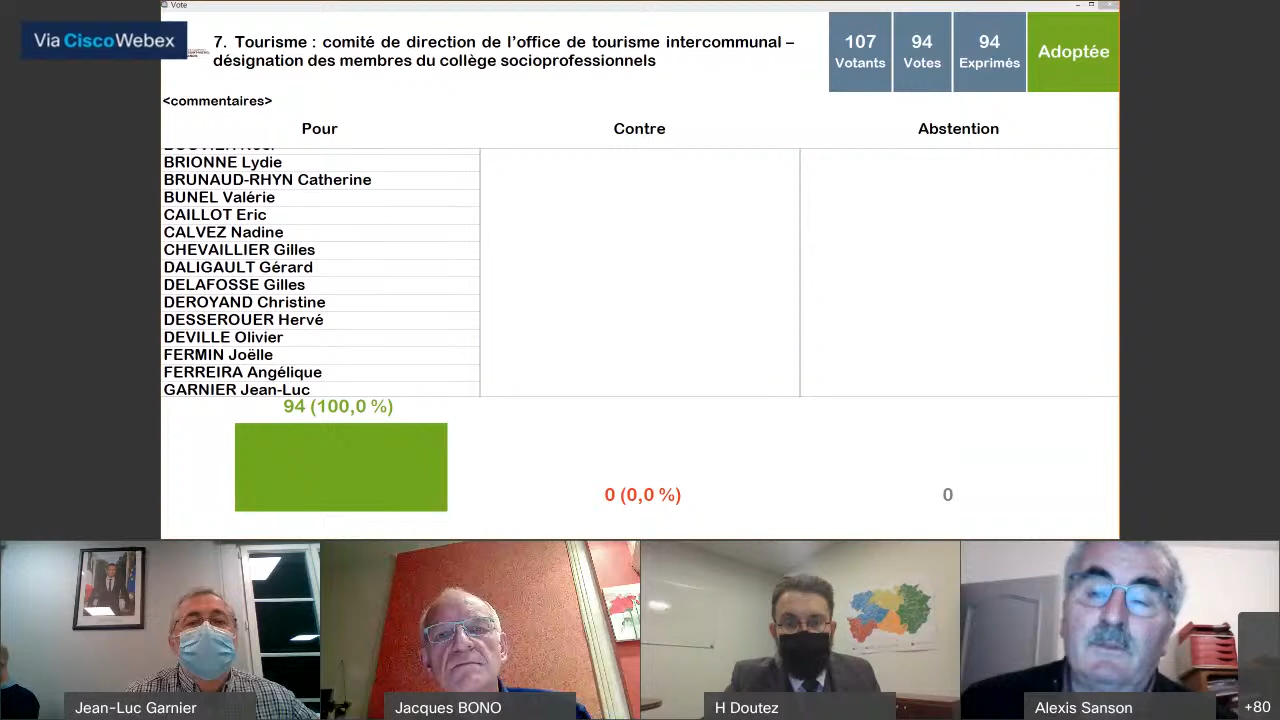 Vote
Via Cisco Webex
7. Tourisme : comité de direction de l'office de tourisme intercommunal –
désignation des membres du collège socioprofessionnels
107
Votants
94
Votes
94
Exprimés
Adoptée
<commentaires>
Pour
Contre
Abstention
BRIONNE Lydie
BRUNAUD-RHYN Catherine
BUNEL Valérie
CAILLOT Eric
CALVEZ Nadine
CHEVAILLIER Gilles
DALIGAULT Gérard
DELAFOSSE Gilles
DEROYAND Christine
DESSEROUER Hervé
DEVILLE Olivier
FERMIN Joëlle
FERREIRA Angélique
GARNIER Jean-Luc
94 (100,0 %)
0 (0,0 %)
0
Jean-Luc Garnier
Jacques BONO
H Doutez
Alexis Sanson
+80